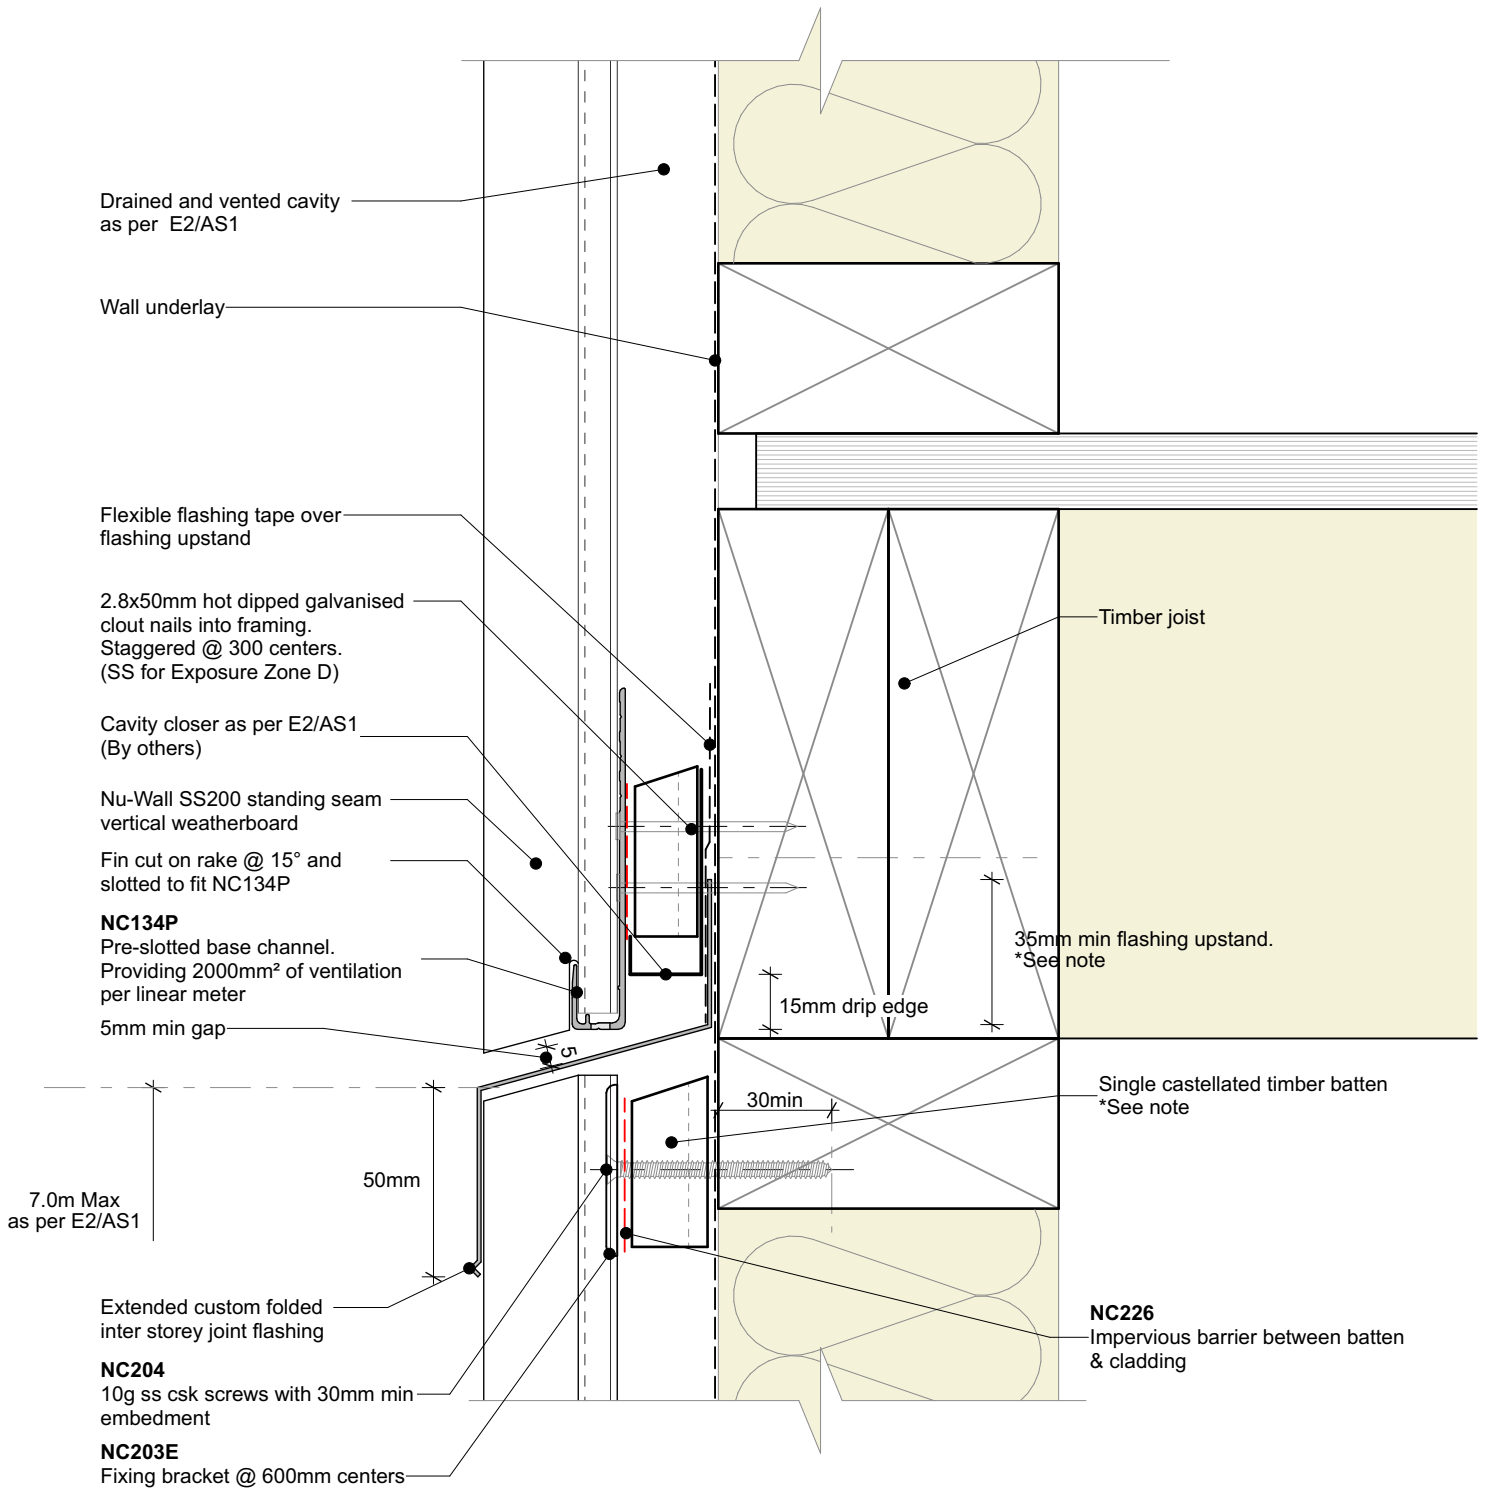 Drained and vented cavity
as per E2/AS1
Wall underlay
Flexible flashing tape over
flashing upstand
2.8x50mm hot dipped galvanised
clout nails into framing.
Staggered @ 300 centers.
(SS for Exposure Zone D)
Cavity closer as per E2/AS1
(By others)
Nu-Wall SS200 standing seam
vertical weatherboard
Fin cut on rake @ 15° and
slotted to fit NC134P
NC134P
Pre-slotted base channel.
Providing 2000mm² of ventilation
per linear meter
5mm min gap
5
Timber joist
35mm min flashing upstand.
*See note
15mm drip edge
30min
Single castellated timber batten
*See note
50mm
7.0m Max
as per E2/AS1
Extended custom folded
inter storey joint flashing
NC204
10g ss csk screws with 30mm min
embedment
NC203E
Fixing bracket @ 600mm centers
NC226
Impervious barrier between batten
& cladding